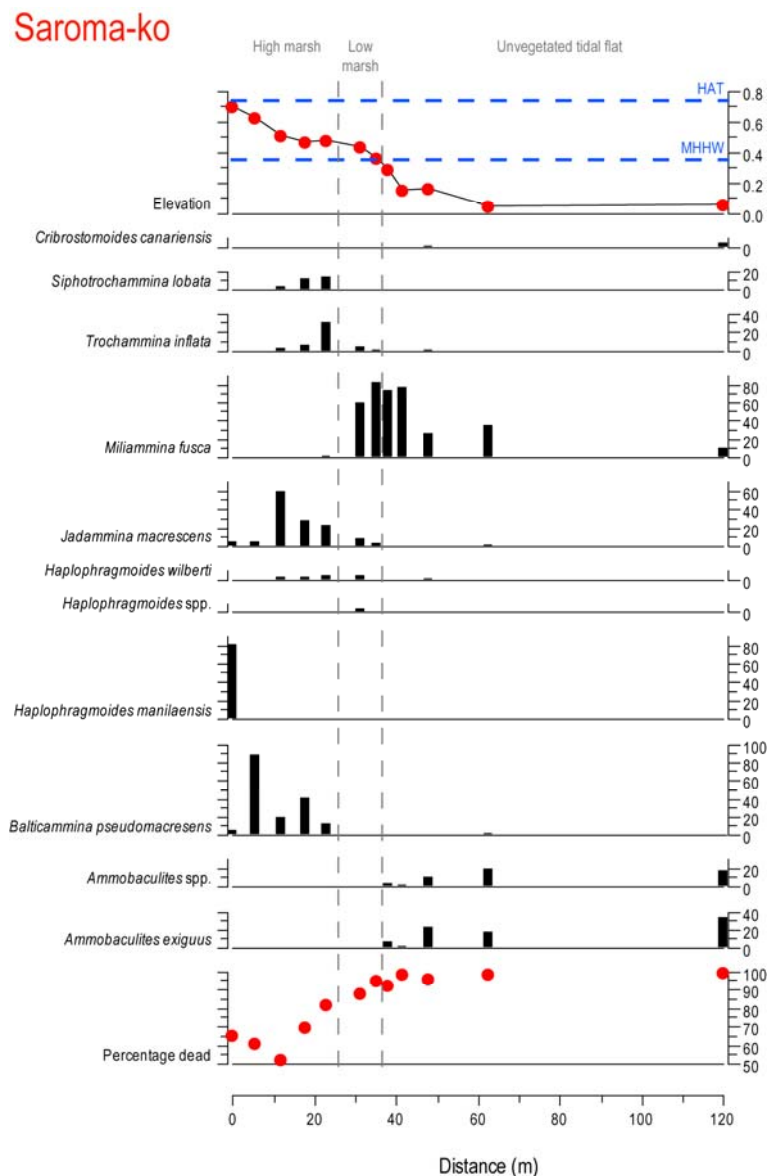 Saroma-ko
High marsh
Low
marsh
Unvegetated tidal flat
HAT
MHHW
0.8
0.6
0.4
0.2
0.0
Elevation
Cribrostomoides canariensis
0
Siphotrochammina lobata
20
0
Trochammina inflata
40
20
0
Miliammina fusca
80
60
40
20
0
Jadammina macrescens
60
40
20
0
Haplophragmoides wilberti
0
Haplophragmoides spp.
0
Haplophragmoides manilaensis
80
60
40
20
0
Balticammina pseudomacresens
100
80
60
40
20
0
Ammobaculites spp.
20
0
Ammobaculites exiguus
40
20
0
Percentage dead
100
90
80
70
60
50
0 20 40 60 80 100 120
Distance (m)